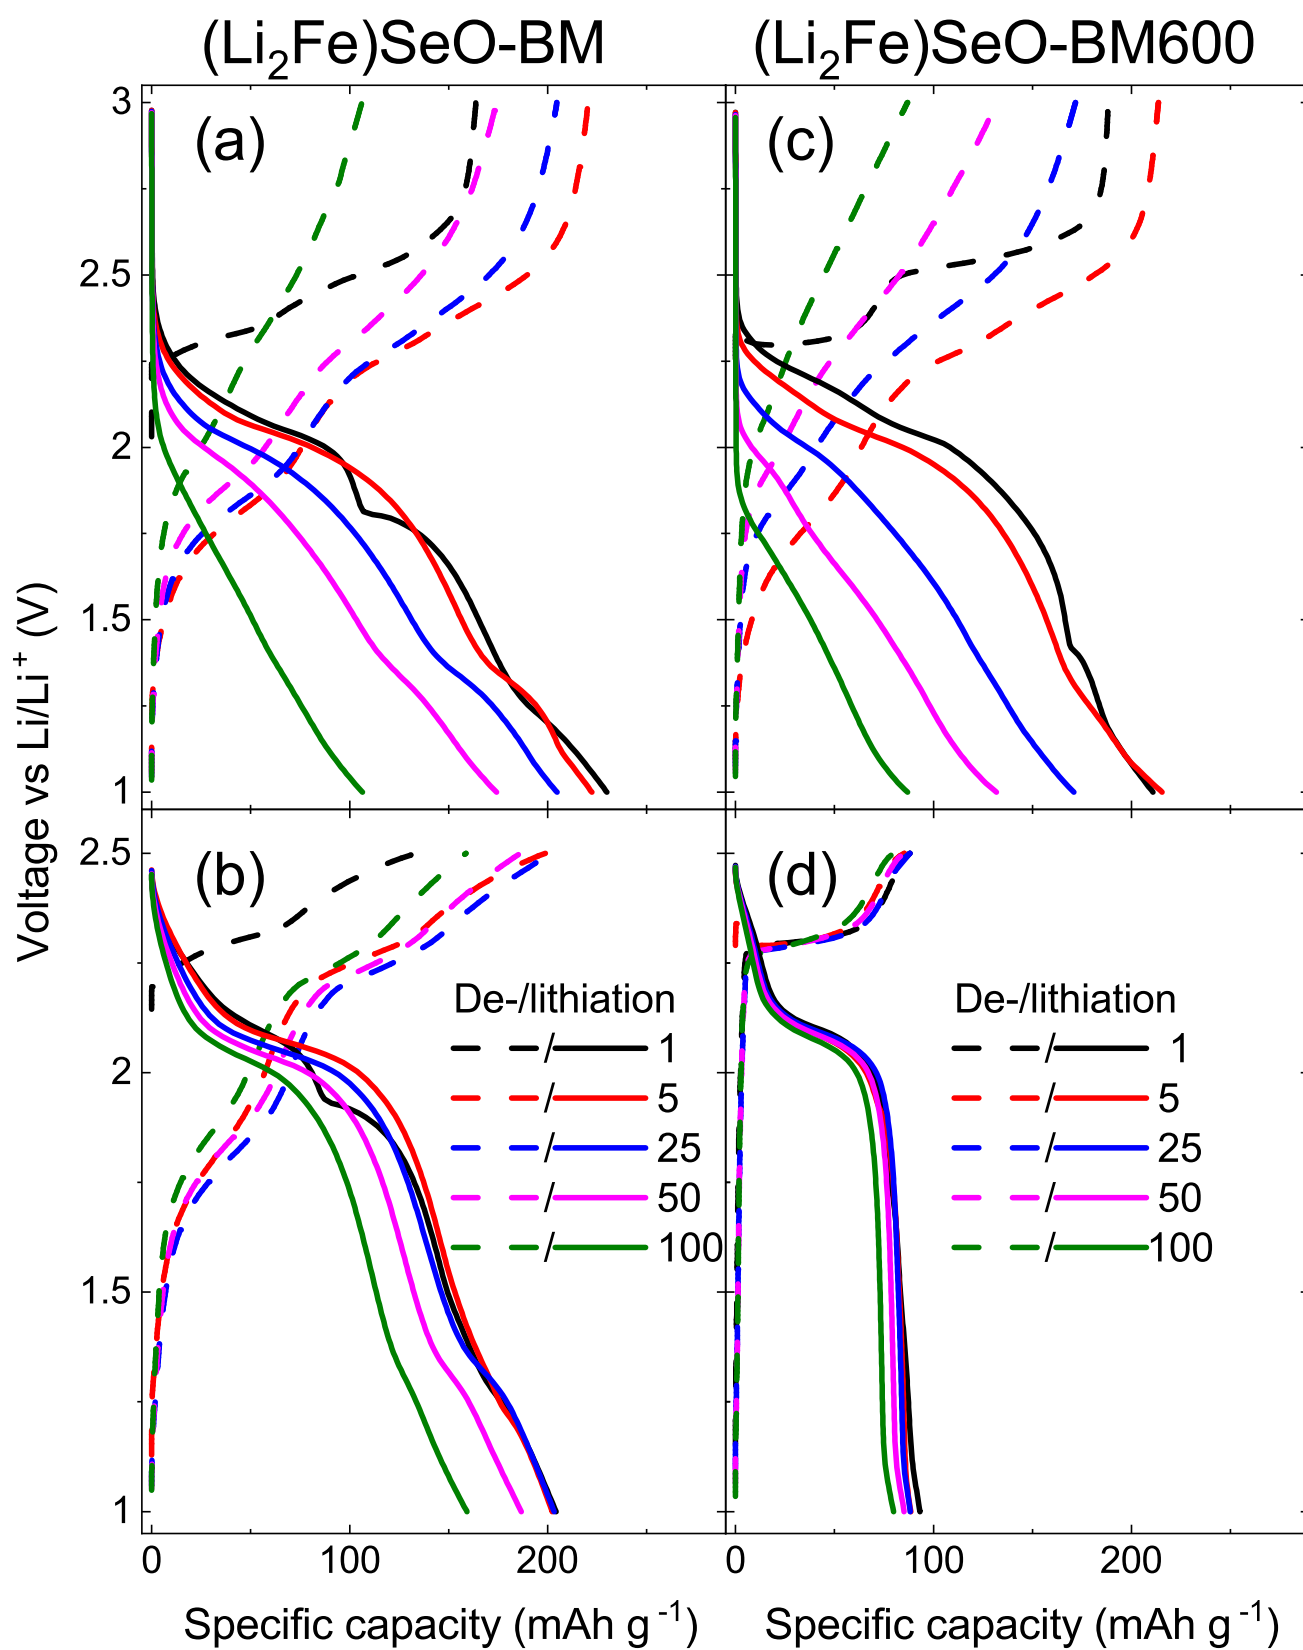 (Li₂Fe)SeO-BM (Li₂Fe)SeO-BM600
(a) (c)
3
2.5
2
1.5
1
Voltage vs Li/Li⁺ (V)
(b) (d)
2.5
2
1.5
1
De-/lithiation De-/lithiation
/ 1 / 1
/ 5 / 5
/ 25 / 25
/ 50 / 50
/ 100 / 100
0 100 200 0 100 200
Specific capacity (mAh g⁻¹) Specific capacity (mAh g⁻¹)